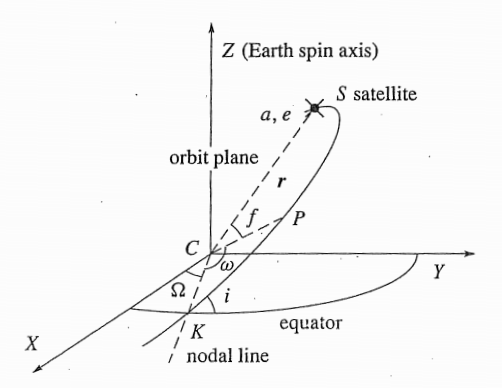 Z (Earth spin axis)
S satellite
a, e
orbit plane
r
f
P
C
ω
Y
Ω
i
K
equator
X
nodal line